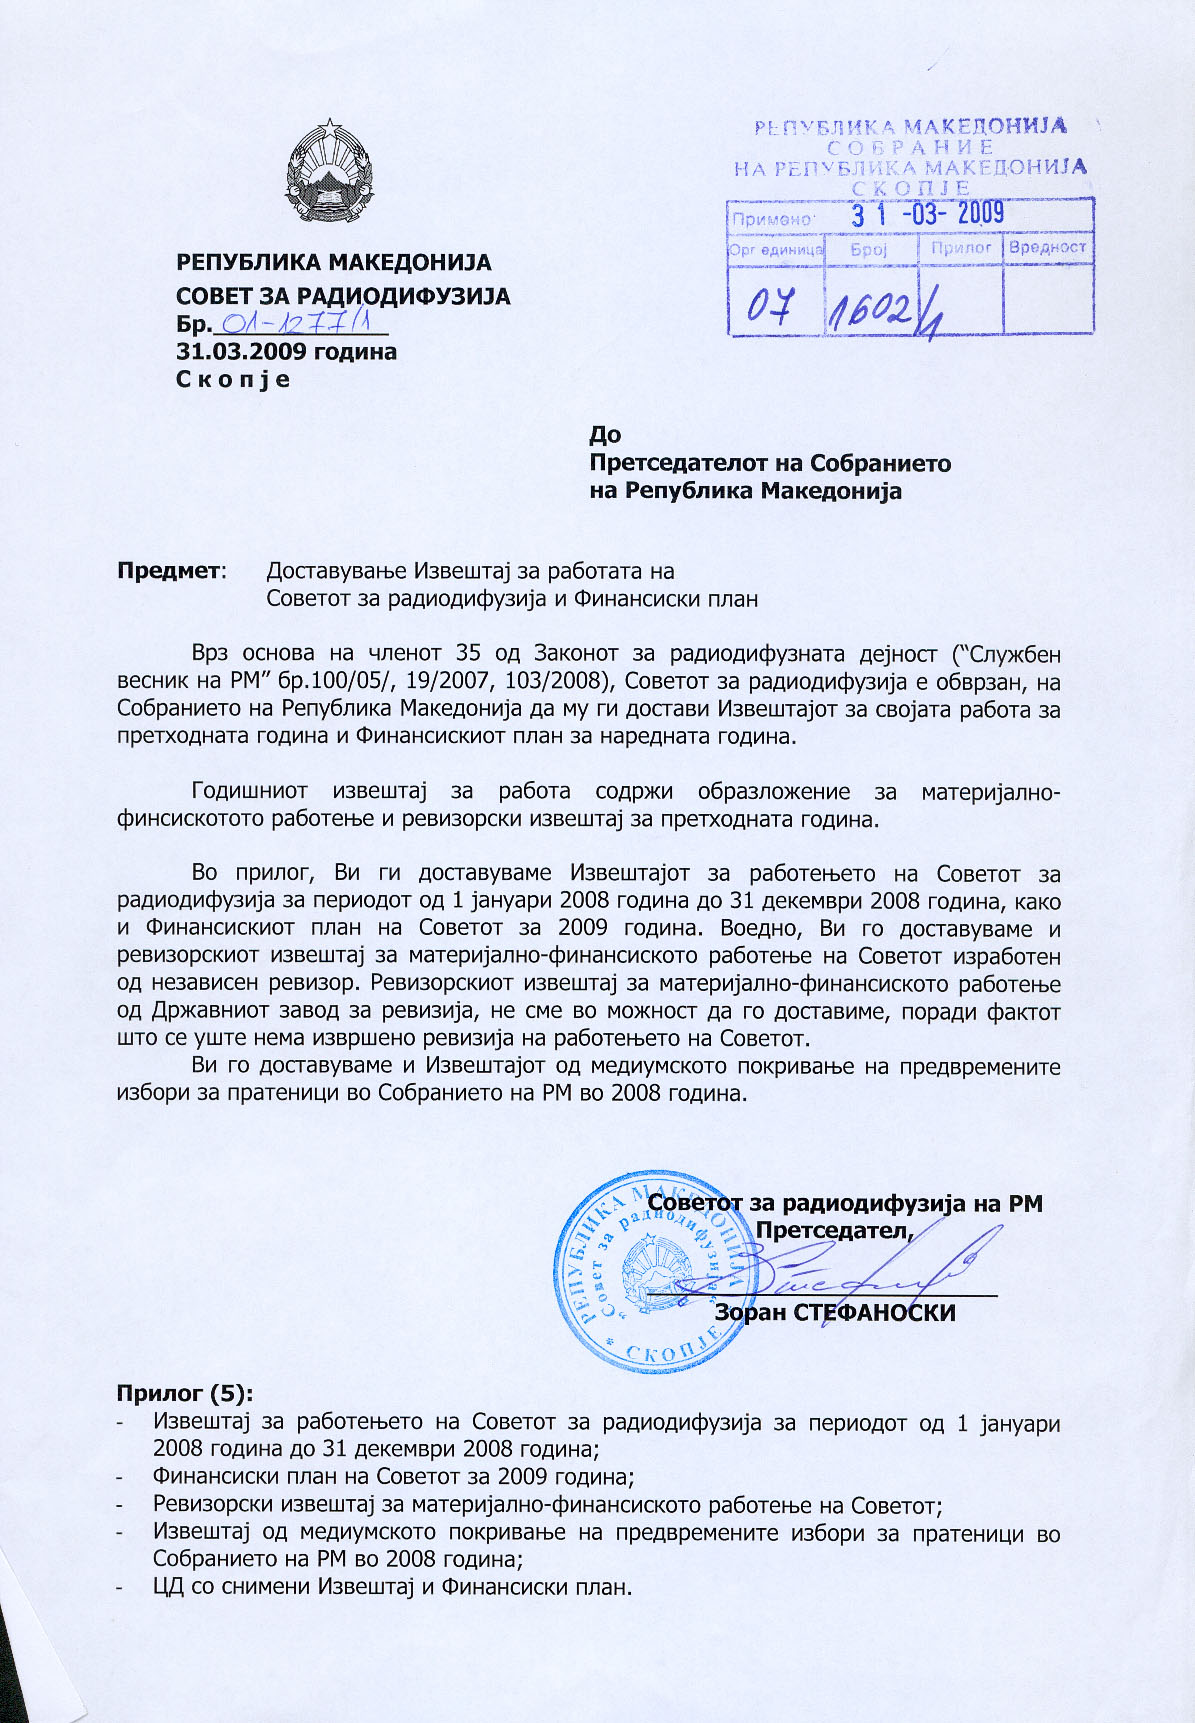 РЕПУБЛИКА МАКЕДОНИЈА
СОБРАНИЕ
НА РЕПУБЛИКА МАКЕДОНИЈА
СКОПЈЕ
Примено: 31-03-2009
Орг единица Број Прилог Вредност
07 1602/1
РЕПУБЛИКА МАКЕДОНИЈА
СОВЕТ ЗА РАДИОДИФУЗИЈА
Бр. 01-1277/1
31.03.2009 година
С к о п ј е
До
Претседателот на Собранието
на Република Македонија
Предмет: Доставување Извештај за работата на
Советот за радиодифузија и Финансиски план
Врз основа на членот 35 од Законот за радиодифузната дејност (“Службен
весник на РМ” бр.100/05/, 19/2007, 103/2008), Советот за радиодифузија е обврзан, на
Собранието на Република Македонија да му ги достави Извештајот за својата работа за
претходната година и Финансискиот план за наредната година.
Годишниот извештај за работа содржи образложение за материјално-
финсискотото работење и ревизорски извештај за претходната година.
Во прилог, Ви ги доставуваме Извештајот за работењето на Советот за
радиодифузија за периодот од 1 јануари 2008 година до 31 декември 2008 година, како
и Финансискиот план на Советот за 2009 година. Воедно, Ви го доставуваме и
ревизорскиот извештај за материјално-финансиското работење на Советот изработен
од независен ревизор. Ревизорскиот извештај за материјално-финансиското работење
од Државниот завод за ревизија, не сме во можност да го доставиме, поради фактот
што се уште нема извршено ревизија на работењето на Советот.
Ви го доставуваме и Извештајот од медиумското покривање на предвремените
избори за пратеници во Собранието на РМ во 2008 година.
Советот за радиодифузија на РМ
Претседател,
Зоран СТЕФАНОСКИ
РЕПУБЛИКА МАКЕДОНИЈА
“Совет за радиодифузија“
* СКОПЈЕ
Прилог (5):
- Извештај за работењето на Советот за радиодифузија за периодот од 1 јануари
2008 година до 31 декември 2008 година;
- Финансиски план на Советот за 2009 година;
- Ревизорски извештај за материјално-финансиското работење на Советот;
- Извештај од медиумското покривање на предвремените избори за пратеници во
Собранието на РМ во 2008 година;
- ЦД со снимени Извештај и Финансиски план.